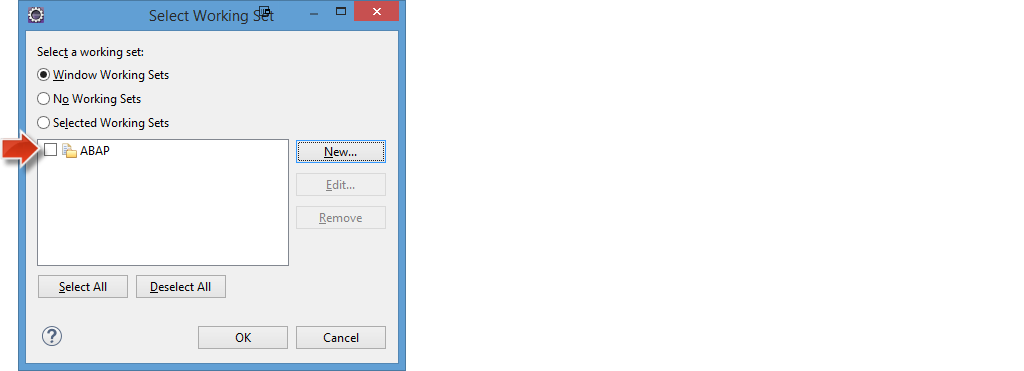 Select Working Set
Select a working set:
Window Working Sets
No Working Sets
Selected Working Sets
ABAP
New...
Edit...
Remove
Select All
Deselect All
?
OK
Cancel